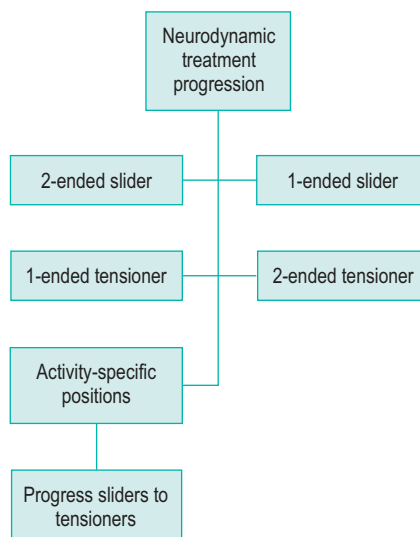 Neurodynamic
treatment
progression
2-ended slider
1-ended slider
1-ended tensioner
2-ended tensioner
Activity-specific
positions
Progress sliders to
tensioners